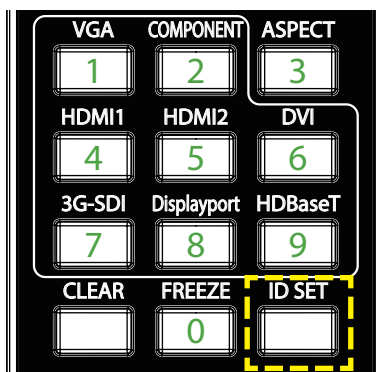 VGA COMPONENT ASPECT
1 2 3
HDMI1 HDMI2 DVI
4 5 6
3G-SDI Displayport HDBaseT
7 8 9
CLEAR FREEZE ID SET
0